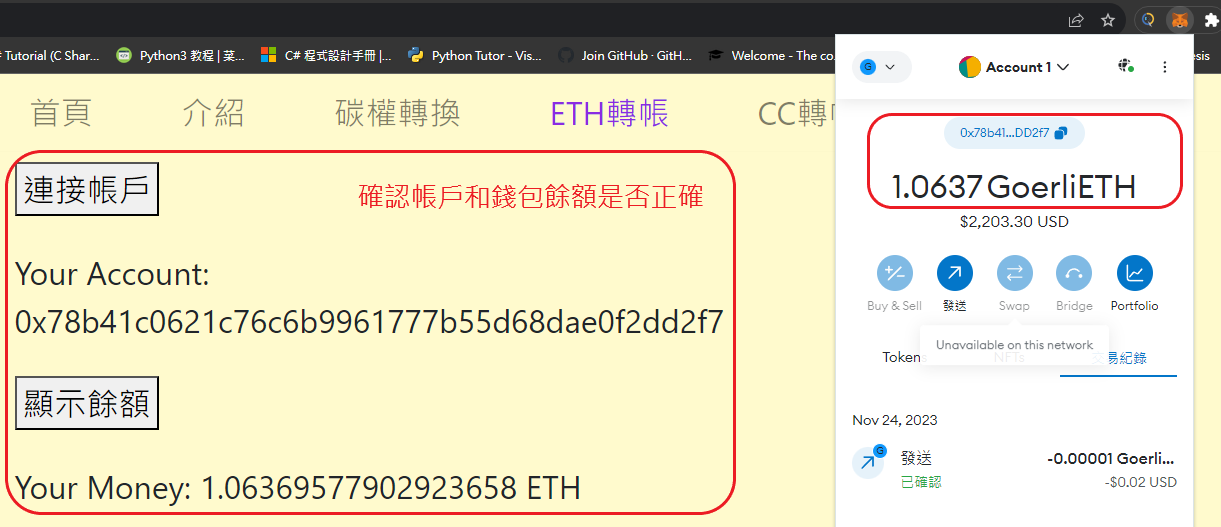 # Tutorial (C Shar...
Python3 教程 | 菜...
C# 程式設計手冊 |...
Python Tutor - Vis...
Join GitHub · GitH...
Welcome - The co
esis
首頁
介紹
碳權轉換
ETH轉帳
CC轉
連接帳戶
確認帳戶和錢包餘額是否正確
Your Account:
0x78b41c0621c76c6b9961777b55d68dae0f2dd2f7
顯示餘額
Your Money: 1.06369577902923658 ETH
G
Account 1
0x78b41...DD2f7
1.0637 GoerliETH
$2,203.30 USD
Buy & Sell
發送
Swap
Bridge
Portfolio
Unavailable on this network
Tokens
NFTs
交易紀錄
Nov 24, 2023
G
發送
-0.00001 Goerli...
已確認
-$0.02 USD